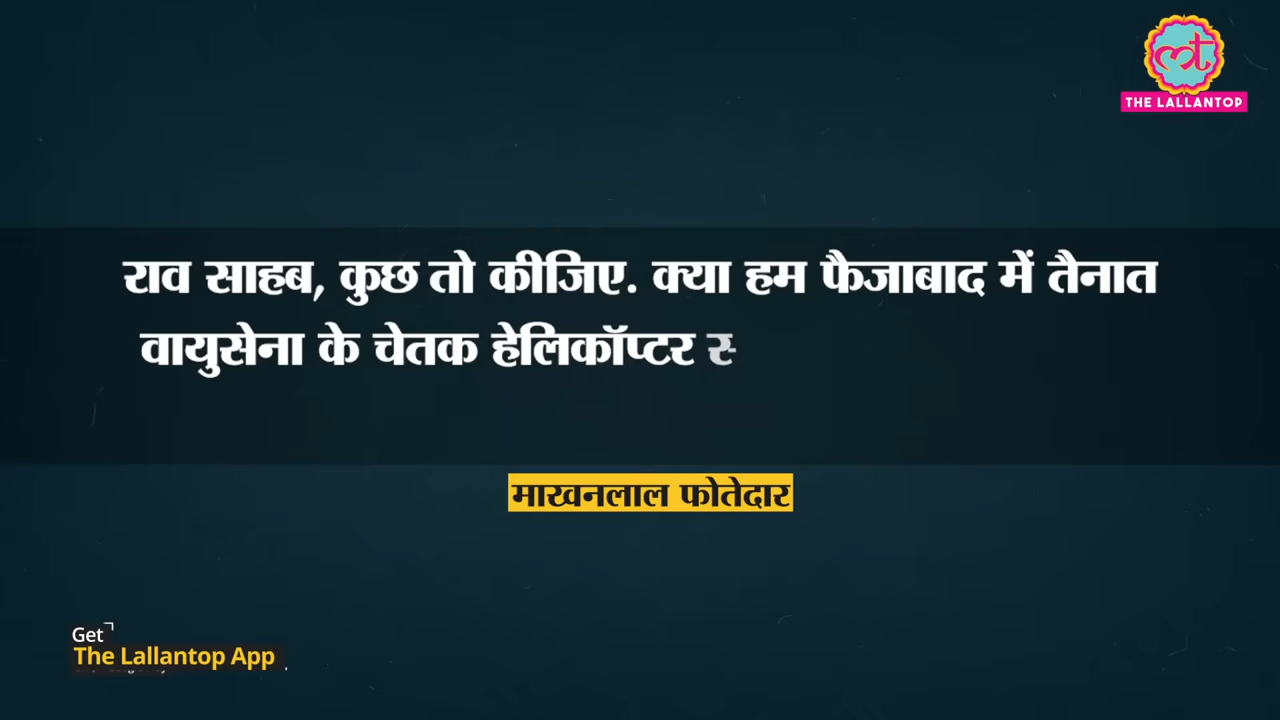 THE LALLANTOP
राव साहब, कुछ तो कीजिए. क्या हम फैजाबाद में तैनात
वायुसेना के चेतक हेलिकॉप्टर
माखनलाल फोतेदार
Get
The Lallantop App